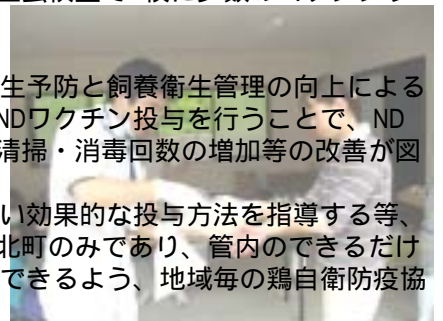 生予防と飼養衛生管理の向上による
NDワクチン投与を行うことで、ND
清掃・消毒回数の増加等の改善が図
い効果的な投与方法を指導する等、
北町のみであり、管内のできるだけ
できるよう、地域毎の鶏自衛防疫協